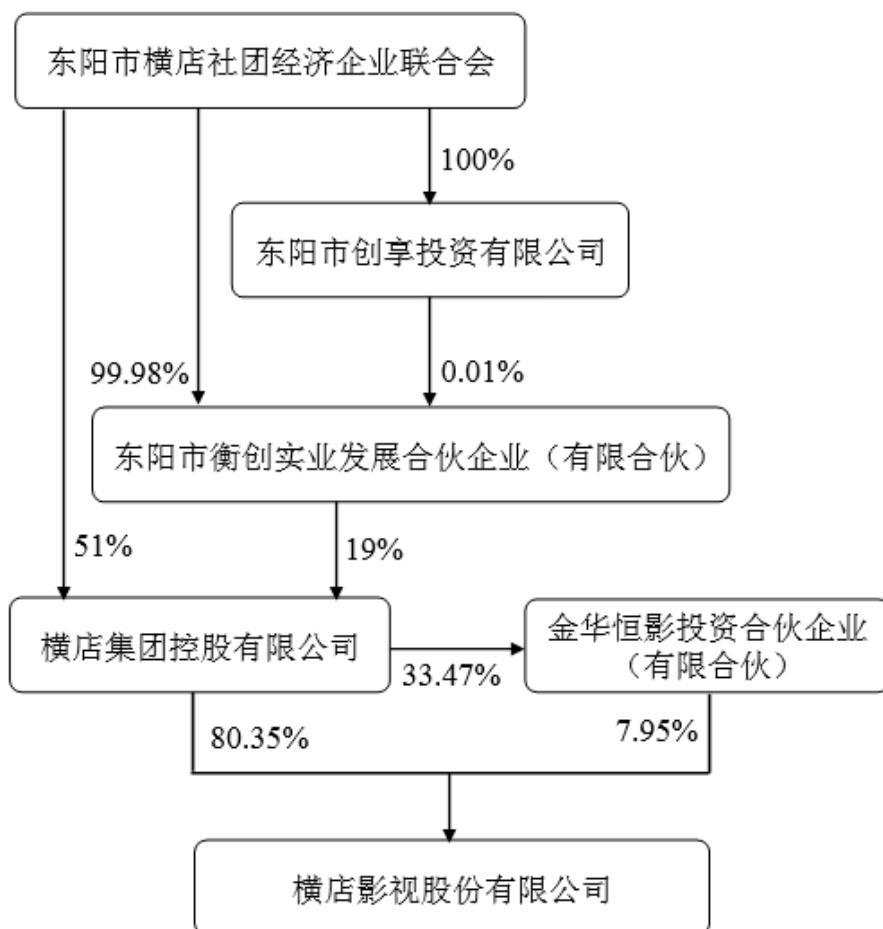 东阳市横店社团经济企业联合会
100%
东阳市创享投资有限公司
99.98%
0.01%
东阳市衡创实业发展合伙企业（有限合伙）
51%
19%
横店集团控股有限公司
金华恒影投资合伙企业
（有限合伙）
33.47%
80.35%
7.95%
横店影视股份有限公司